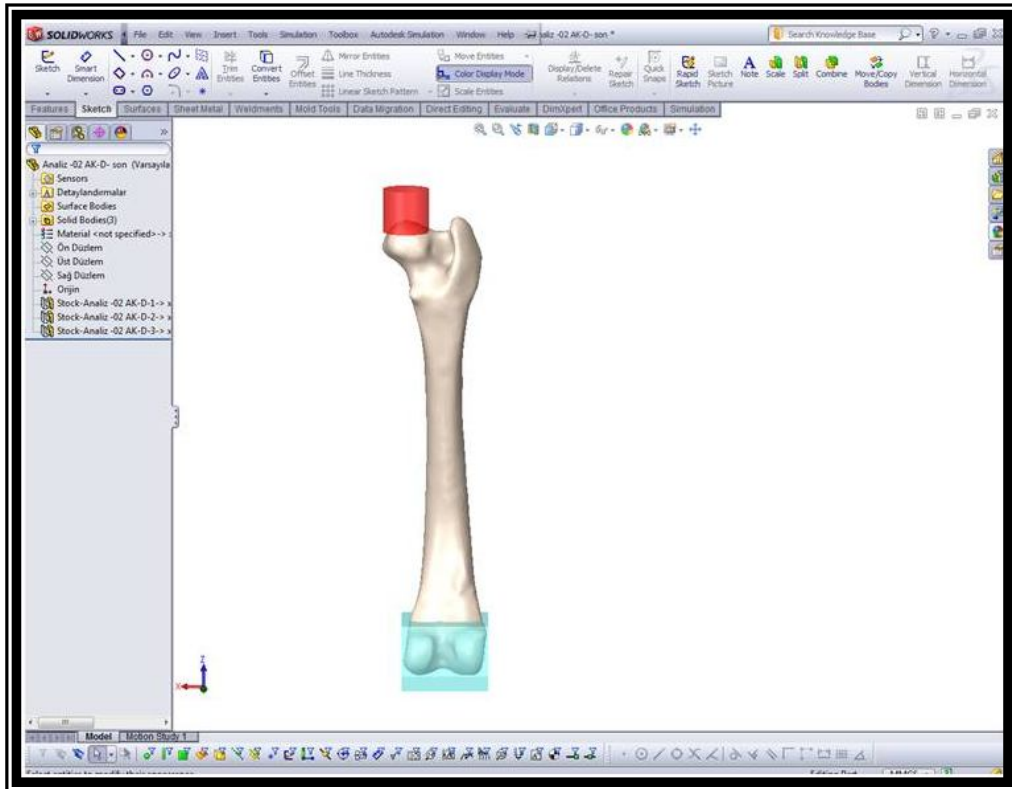 SOLIDWORKS File Edit View Insert Tools Simulation Toolbox Autodesk Simulation Window Help aliz -02 AK-D- son * Search Knowledge Base
Sketch Smart Dimension Trim Entities Convert Entities Offset Entities Mirror Entities Line Thickness Linear Sketch Pattern Move Entities Color Display Mode Scale Entities Display/Delete Relations Repair Sketch Quick Snaps Rapid Sketch Sketch Picture Note Scale Split Combine Move/Copy Bodies Vertical Dimension Horizontal Dimension
Features Sketch Surfaces Sheet Metal Weldments Mold Tools Data Migration Direct Editing Evaluate DimXpert Office Products Simulation
Analiz -02 AK-D- son (Varsayıla
Sensors
Detaylandırmalar
Surface Bodies
Solid Bodies(3)
Material <not specified>->
Ön Düzlem
Üst Düzlem
Sağ Düzlem
Orijin
Stock-Analiz -02 AK-D-1-> x
Stock-Analiz -02 AK-D-2-> x
Stock-Analiz -02 AK-D-3-> x
Z
X
Model Motion Study 1